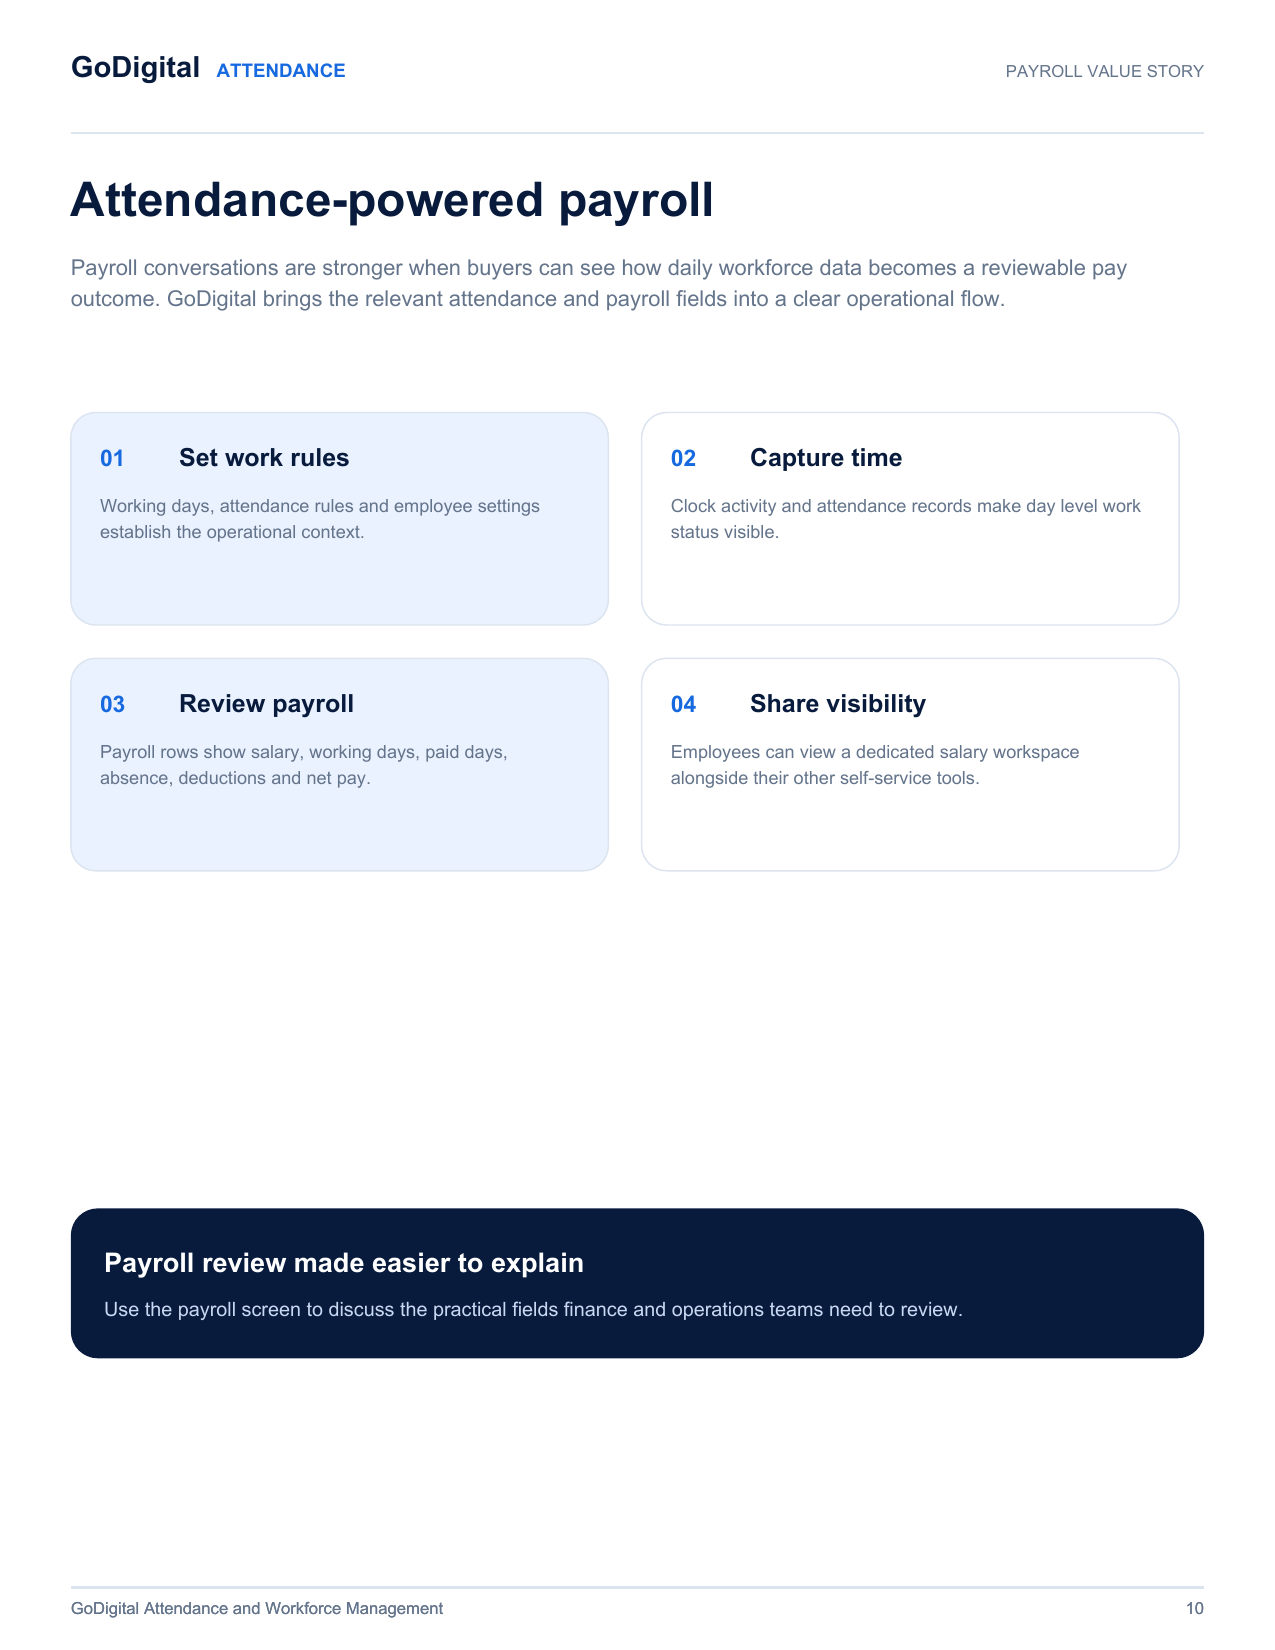 GoDigital ATTENDANCE
PAYROLL VALUE STORY
Attendance-powered payroll
Payroll conversations are stronger when buyers can see how daily workforce data becomes a reviewable pay
outcome. GoDigital brings the relevant attendance and payroll fields into a clear operational flow.
01 Set work rules
Working days, attendance rules and employee settings
establish the operational context.
02 Capture time
Clock activity and attendance records make day level work
status visible.
03 Review payroll
Payroll rows show salary, working days, paid days,
absence, deductions and net pay.
04 Share visibility
Employees can view a dedicated salary workspace
alongside their other self-service tools.
Payroll review made easier to explain
Use the payroll screen to discuss the practical fields finance and operations teams need to review.
GoDigital Attendance and Workforce Management
10